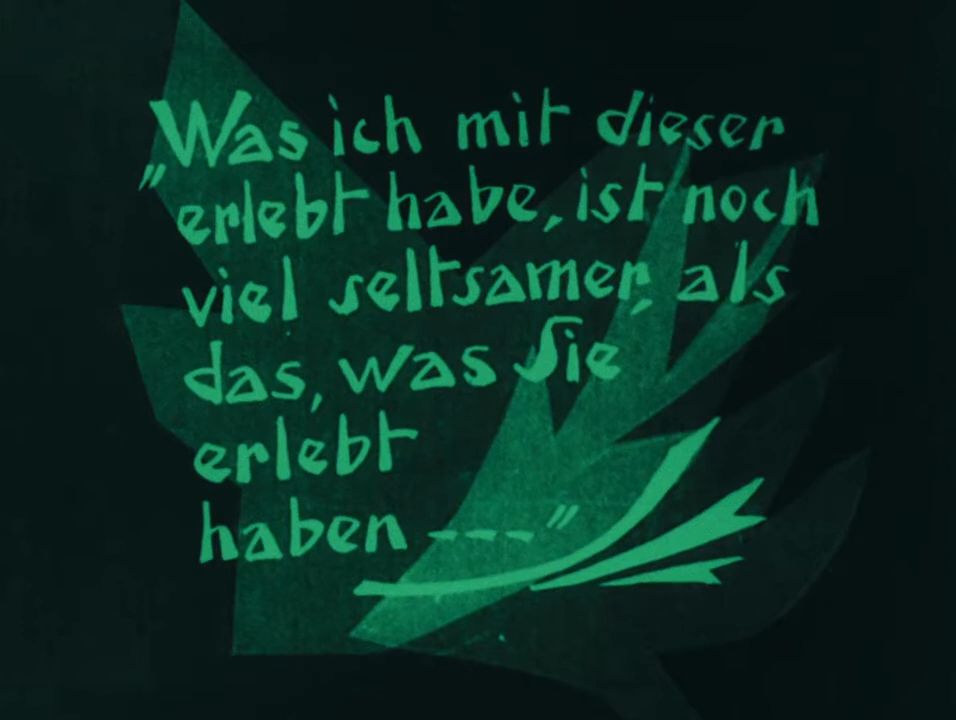 „Was ich mit dieser
erlebt habe, ist noch
viel seltsamer, als
das, was Sie
erlebt
haben ---"